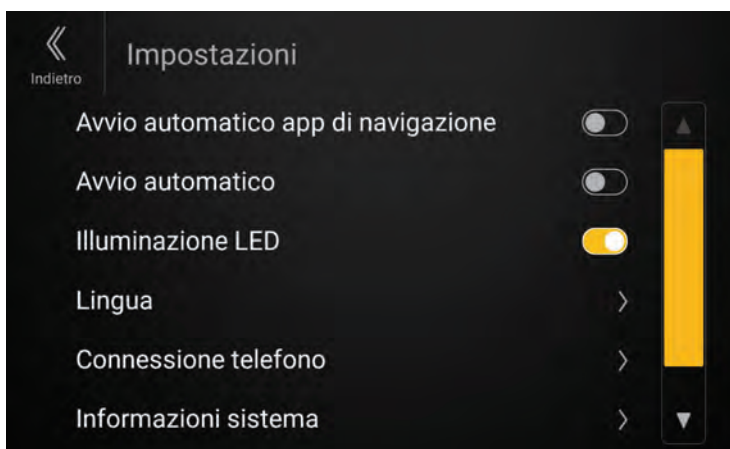 Indietro
Impostazioni
Avvio automatico app di navigazione
Avvio automatico
Illuminazione LED
Lingua
Connessione telefono
Informazioni sistema